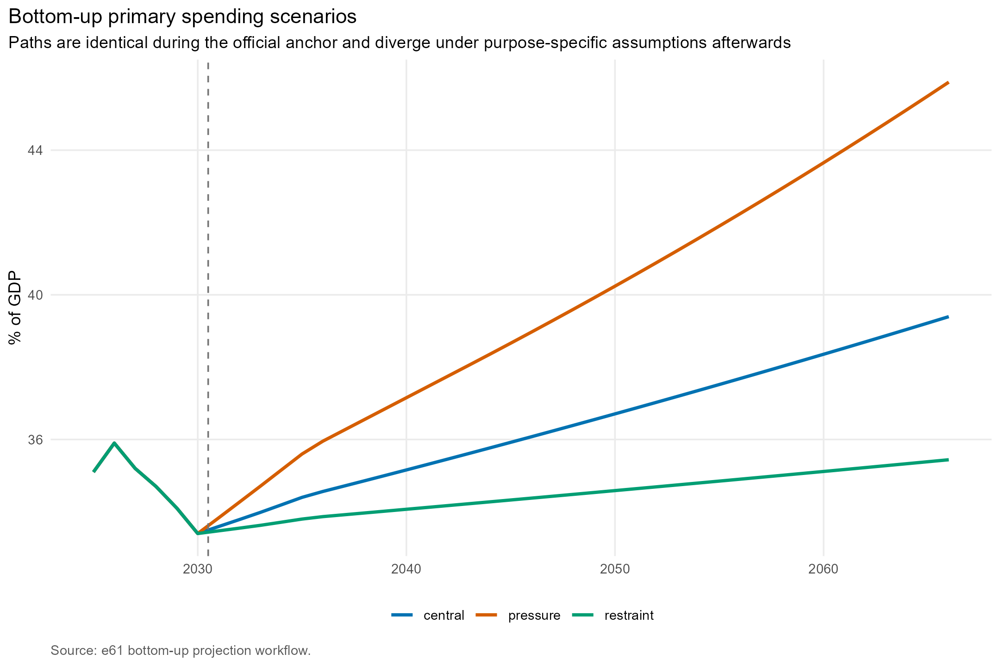 Bottom-up primary spending scenarios
Paths are identical during the official anchor and diverge under purpose-specific assumptions afterwards
% of GDP
44
40
36
2030 2040 2050 2060
central pressure restraint
Source: e61 bottom-up projection workflow.